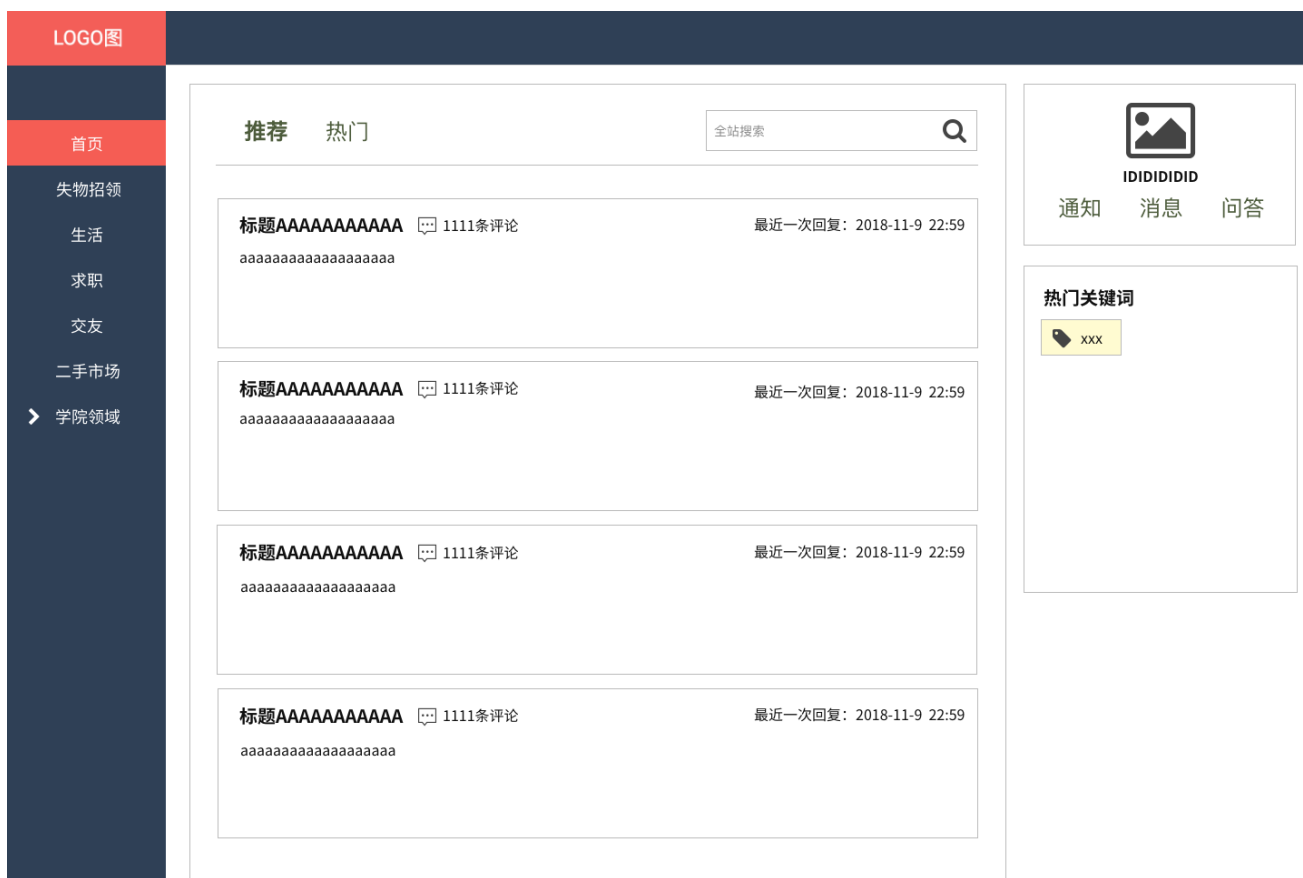 LOGO图
首页
失物招领
生活
求职
交友
二手市场
学院领域
推荐 热门
全站搜索
标题AAAAAAAAAAA 1111条评论 最近一次回复：2018-11-9 22:59
aaaaaaaaaaaaaaaaaaa
标题AAAAAAAAAAA 1111条评论 最近一次回复：2018-11-9 22:59
aaaaaaaaaaaaaaaaaaa
标题AAAAAAAAAAA 1111条评论 最近一次回复：2018-11-9 22:59
aaaaaaaaaaaaaaaaaaa
标题AAAAAAAAAAA 1111条评论 最近一次回复：2018-11-9 22:59
aaaaaaaaaaaaaaaaaaa
IDIDIDIDID
通知 消息 问答
热门关键词
xxx